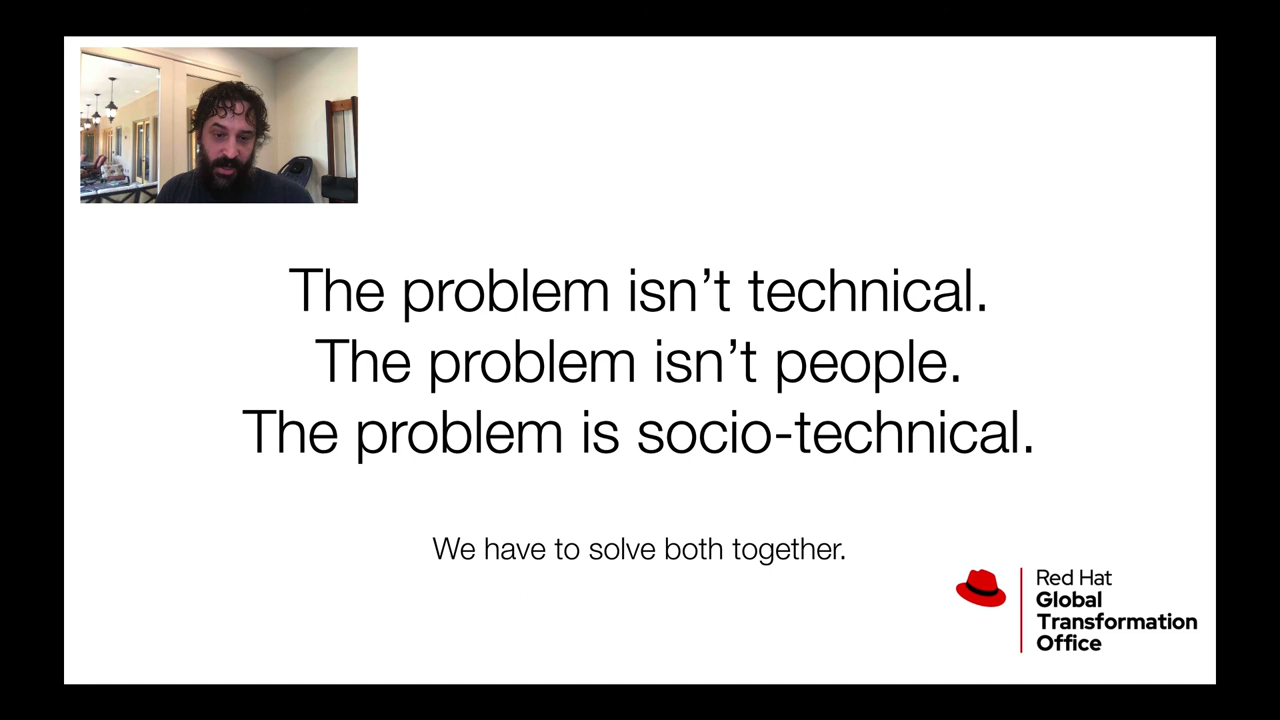 The problem isn’t technical.
The problem isn’t people.
The problem is socio-technical.
We have to solve both together.
Red Hat
Global
Transformation
Office